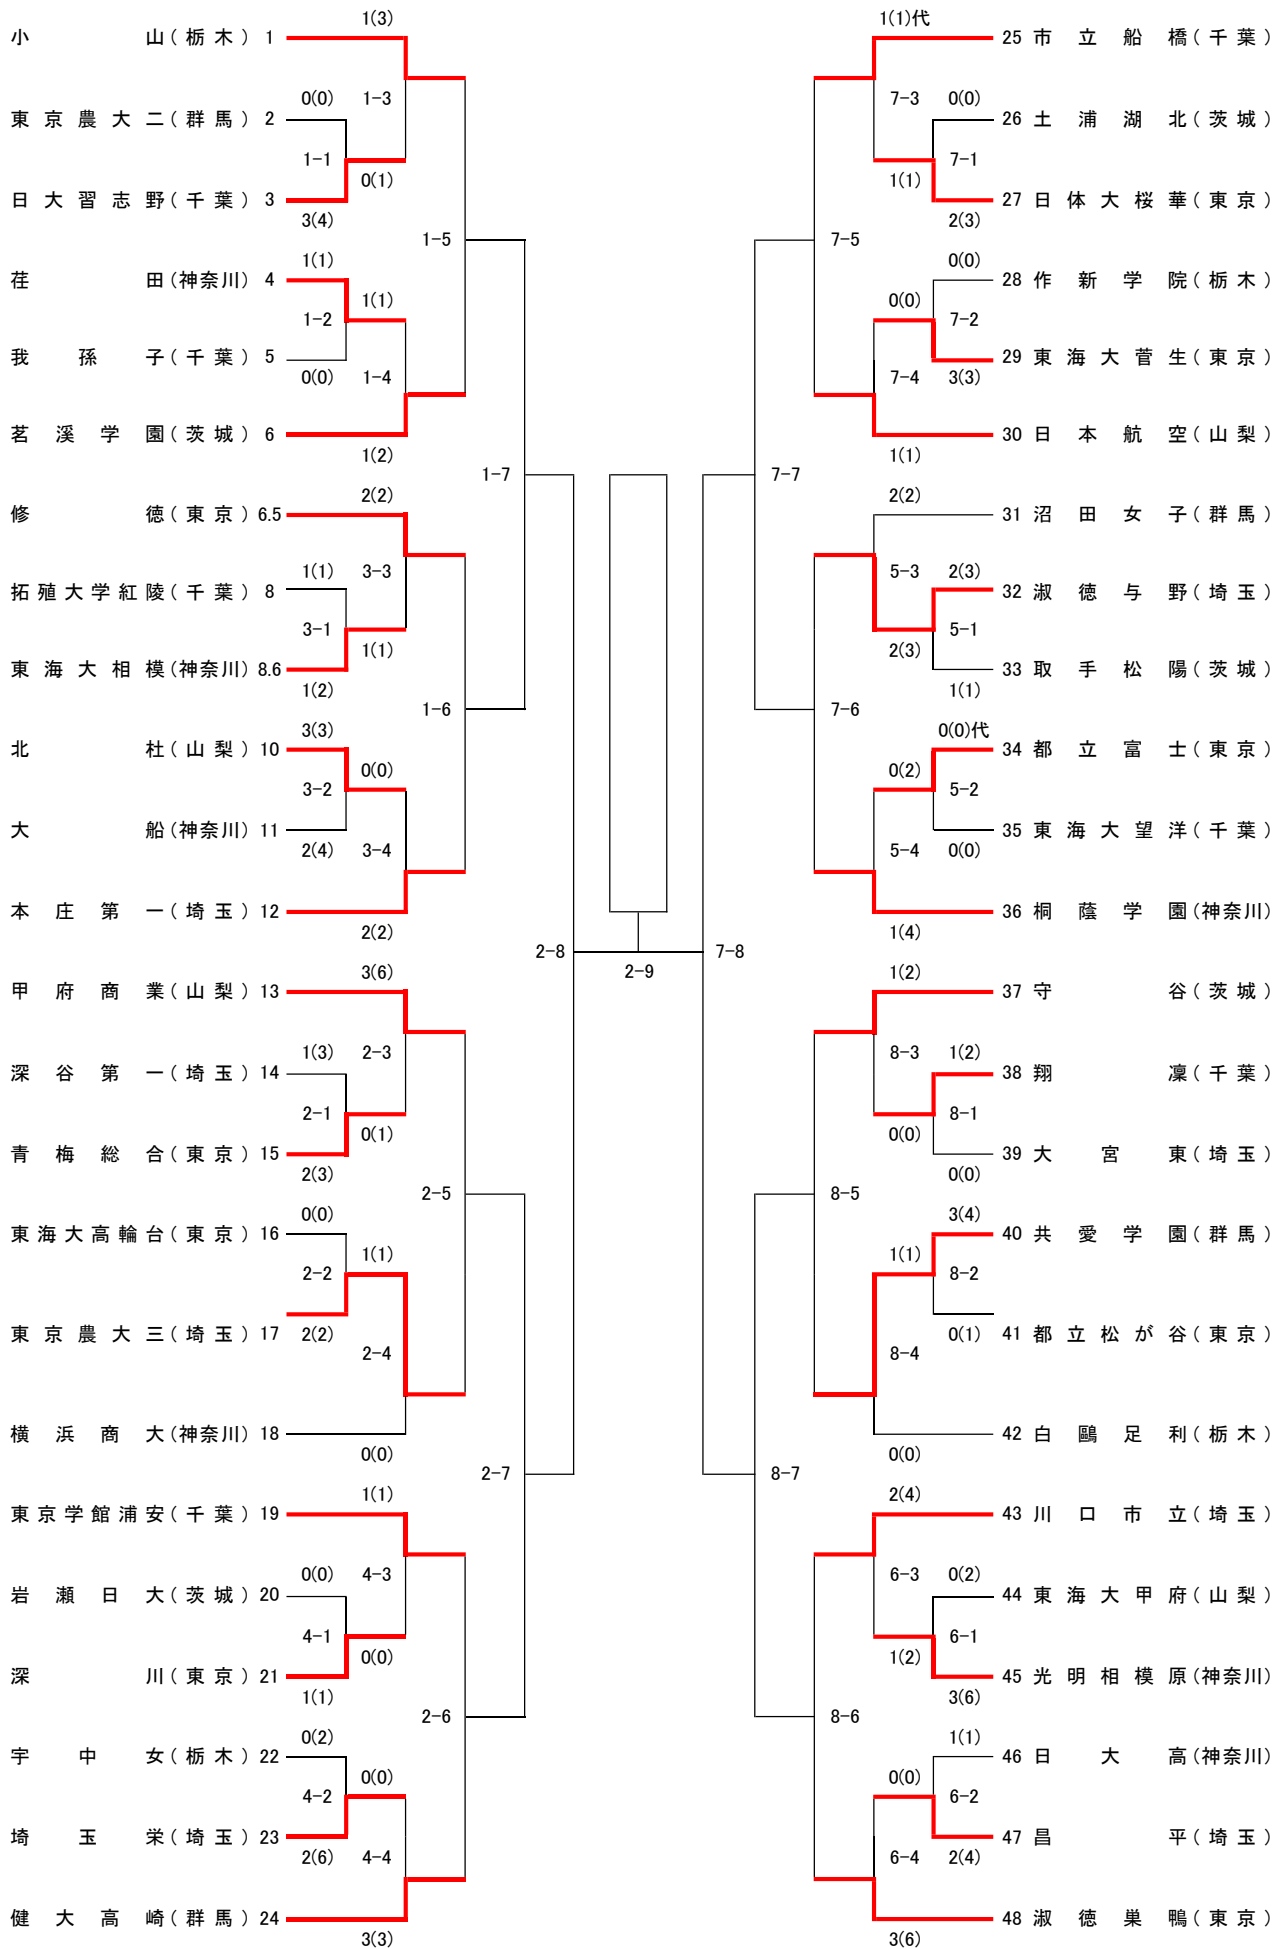 1(3)
小山(栃木) 1
0(0) 1-3
東京農大二(群馬) 2
1-1
0(1)
日大習志野(千葉) 3
3(4)
1-5
1(1)
荏田(神奈川) 4
1(1)
1-2
我孫子(千葉) 5
0(0) 1-4
茗溪学園(茨城) 6
1(2)
1-7
2(2)
修徳(東京) 6.5
1(1) 3-3
拓殖大学紅陵(千葉) 8
3-1
1(1)
東海大相模(神奈川) 8.6
1(2)
1-6
3(3)
北杜(山梨) 10
0(0)
3-2
大船(神奈川) 11
2(4) 3-4
本庄第一(埼玉) 12
2(2)
2-8
3(6)
甲府商業(山梨) 13
1(3) 2-3
深谷第一(埼玉) 14
2-1
0(1)
青梅総合(東京) 15
2(3)
2-5
0(0)
東海大高輪台(東京) 16
1(1)
2-2
東京農大三(埼玉) 17 2(2)
2-4
横浜商大(神奈川) 18
0(0)
2-7
1(1)
東京学館浦安(千葉) 19
0(0) 4-3
岩瀬日大(茨城) 20
4-1
0(0)
深川(東京) 21
1(1)
2-6
0(2)
宇中女(栃木) 22
0(0)
4-2
埼玉栄(埼玉) 23
2(6) 4-4
健大高崎(群馬) 24
3(3)
2-9
1(1)代
25 市立船橋(千葉)
7-3 0(0)
26 土浦湖北(茨城)
7-1
1(1)
27 日体大桜華(東京)
2(3)
7-5
0(0)
28 作新学院(栃木)
0(0)
7-2
29 東海大菅生(東京)
7-4 3(3)
30 日本航空(山梨)
1(1)
7-7
2(2)
31 沼田女子(群馬)
5-3 2(3)
32 淑徳与野(埼玉)
5-1
2(3)
33 取手松陽(茨城)
1(1)
7-6
0(0)代
34 都立富士(東京)
0(2)
5-2
35 東海大望洋(千葉)
5-4 0(0)
36 桐蔭学園(神奈川)
1(4)
7-8
1(2)
37 守谷(茨城)
8-3 1(2)
38 翔凜(千葉)
8-1
0(0)
39 大宮東(埼玉)
0(0)
8-5
3(4)
40 共愛学園(群馬)
1(1)
8-2
0(1) 41 都立松が谷(東京)
8-4
42 白鷗足利(栃木)
0(0)
8-7
2(4)
43 川口市立(埼玉)
6-3 0(2)
44 東海大甲府(山梨)
6-1
1(2)
45 光明相模原(神奈川)
3(6)
8-6
1(1)
46 日大高(神奈川)
0(0)
6-2
47 昌平(埼玉)
6-4 2(4)
48 淑徳巣鴨(東京)
3(6)